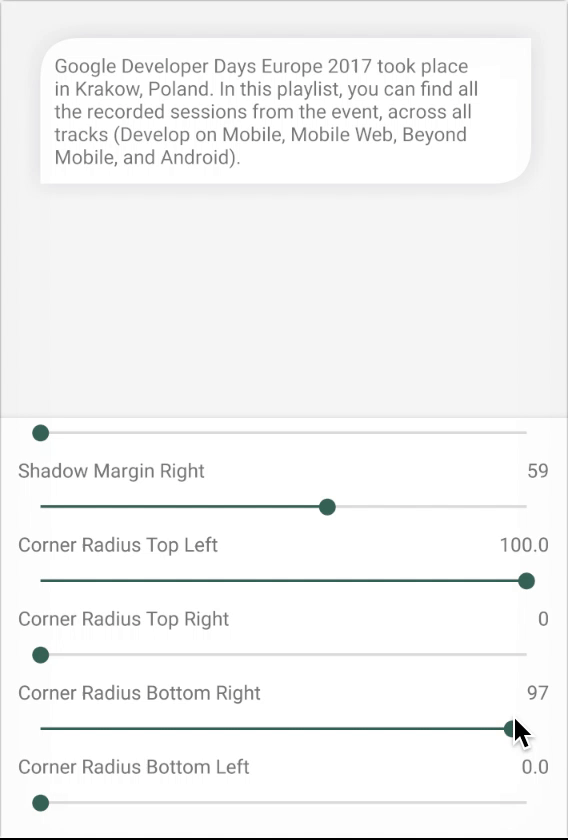 Google Developer Days Europe 2017 took place
in Krakow, Poland. In this playlist, you can find all
the recorded sessions from the event, across all
tracks (Develop on Mobile, Mobile Web, Beyond
Mobile, and Android).
Shadow Margin Right 59
Corner Radius Top Left 100.0
Corner Radius Top Right 0
Corner Radius Bottom Right 97
Corner Radius Bottom Left 0.0